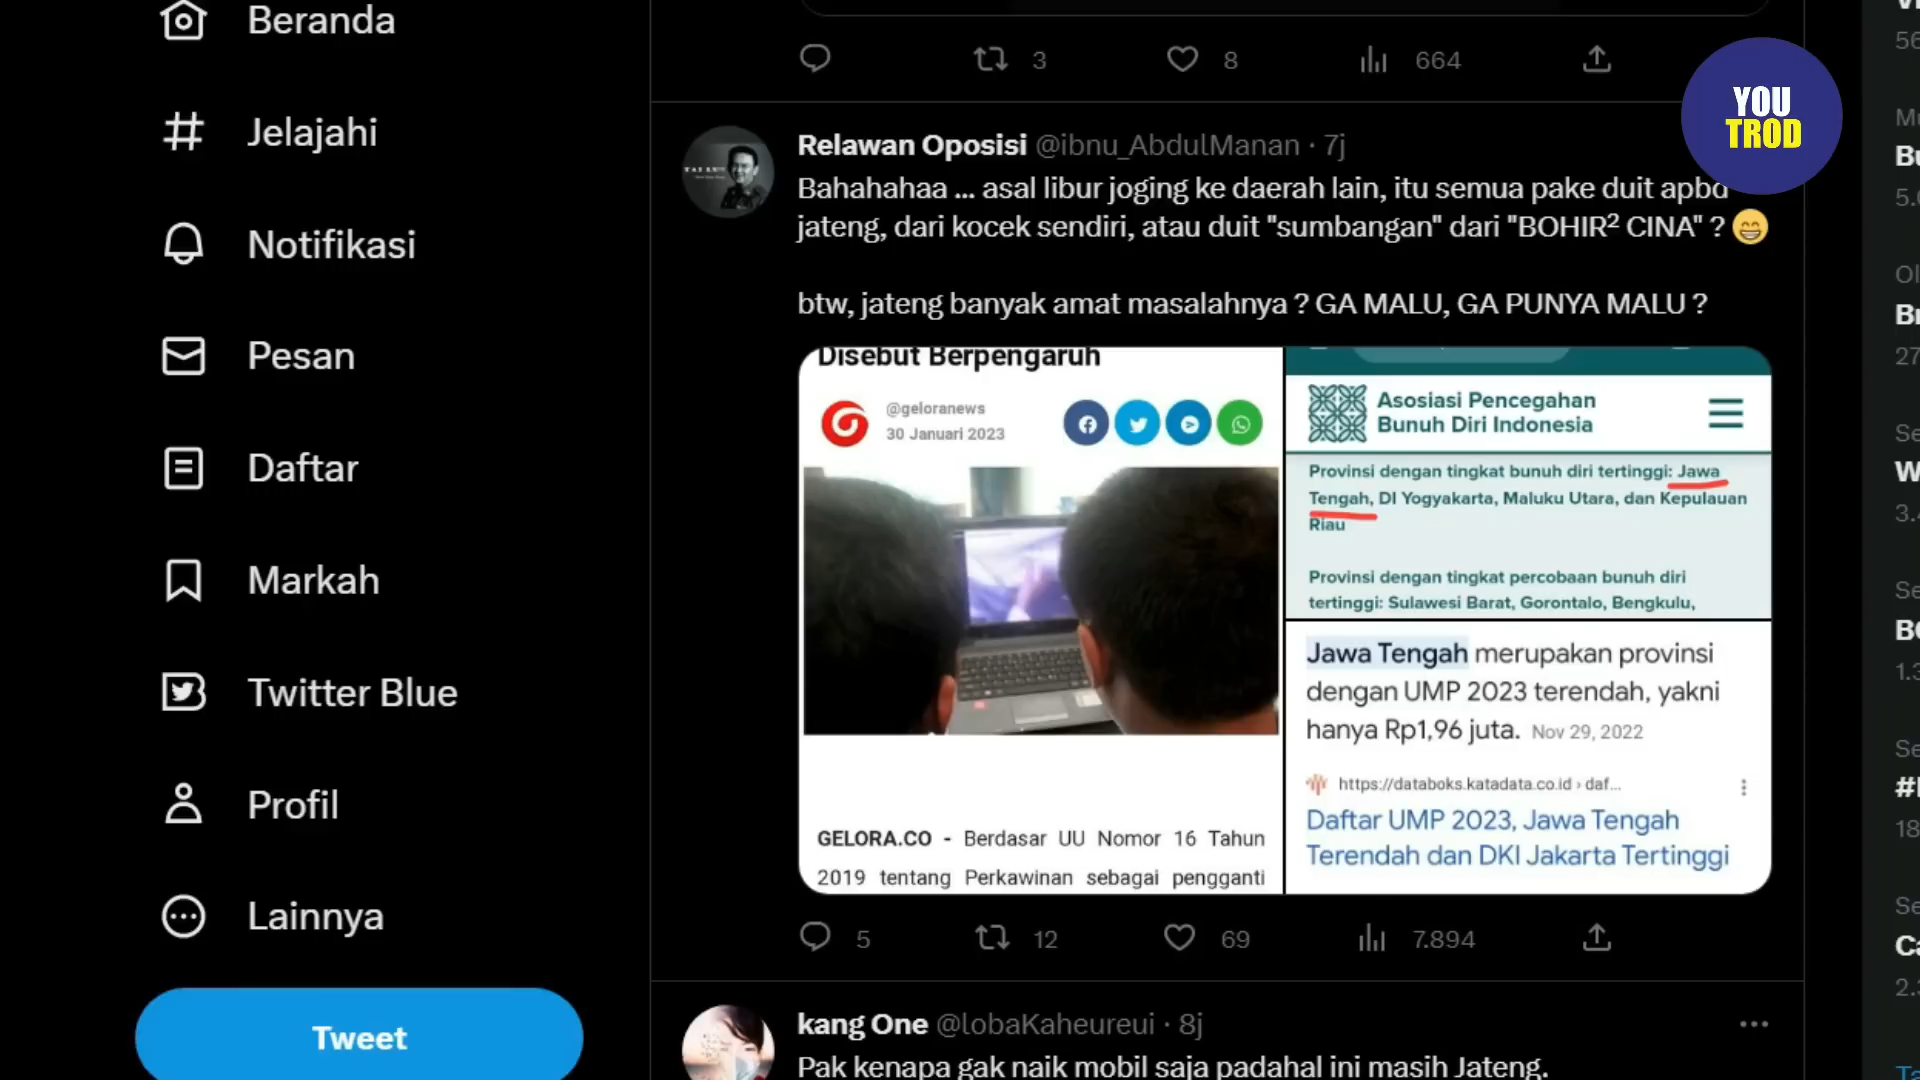 Beranda
Jelajahi
Notifikasi
Pesan
Daftar
Markah
Twitter Blue
Profil
Lainnya
Tweet
3
8
664
YOU
TROD
Relawan Oposisi @ibnu_AbdulManan · 7j
Bahahahaa ... asal libur joging ke daerah lain, itu semua pake duit apbd
jateng, dari kocek sendiri, atau duit "sumbangan" dari "BOHIR² CINA" ? 😁
btw, jateng banyak amat masalahnya ? GA MALU, GA PUNYA MALU ?
Disebut Berpengaruh
@geloranews
30 Januari 2023
GELORA.CO - Berdasar UU Nomor 16 Tahun
2019 tentang Perkawinan sebagai pengganti
Asosiasi Pencegahan
Bunuh Diri Indonesia
Provinsi dengan tingkat bunuh diri tertinggi: Jawa
Tengah, DI Yogyakarta, Maluku Utara, dan Kepulauan
Riau
Provinsi dengan tingkat percobaan bunuh diri
tertinggi: Sulawesi Barat, Gorontalo, Bengkulu,
Jawa Tengah merupakan provinsi
dengan UMP 2023 terendah, yakni
hanya Rp1,96 juta. Nov 29, 2022
https://databoks.katadata.co.id › daf...
Daftar UMP 2023, Jawa Tengah
Terendah dan DKI Jakarta Tertinggi
5
12
69
7.894
kang One @lobaKaheureui · 8j
Pak kenapa gak naik mobil saja padahal ini masih Jateng.